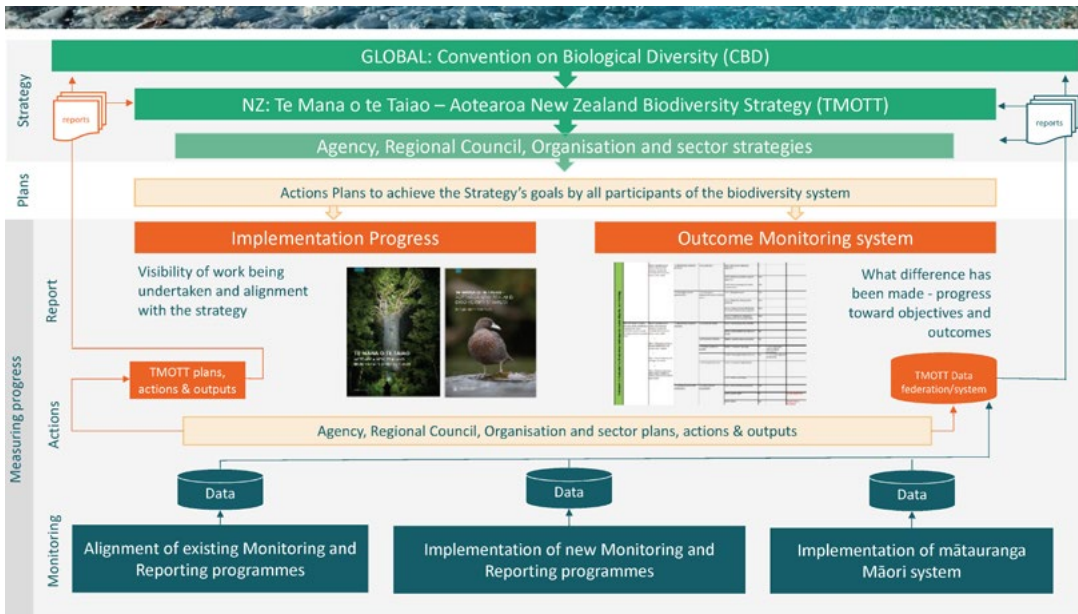 GLOBAL: Convention on Biological Diversity (CBD)
Strategy
reports
NZ: Te Mana o te Taiao – Aotearoa New Zealand Biodiversity Strategy (TMOTT)
reports
Agency, Regional Council, Organisation and sector strategies
Plans
Actions Plans to achieve the Strategy's goals by all participants of the biodiversity system
Measuring progress
Report
Implementation Progress
Outcome Monitoring system
Visibility of work being
undertaken and alignment
with the strategy
TE MANA O TE TAIAO
What difference has
been made - progress
toward objectives and
outcomes
TMOTT plans,
actions & outputs
TMOTT Data
federation/system
Actions
Agency, Regional Council, Organisation and sector plans, actions & outputs
Monitoring
Data
Data
Data
Alignment of existing Monitoring and
Reporting programmes
Implementation of new Monitoring and
Reporting programmes
Implementation of mātauranga
Māori system